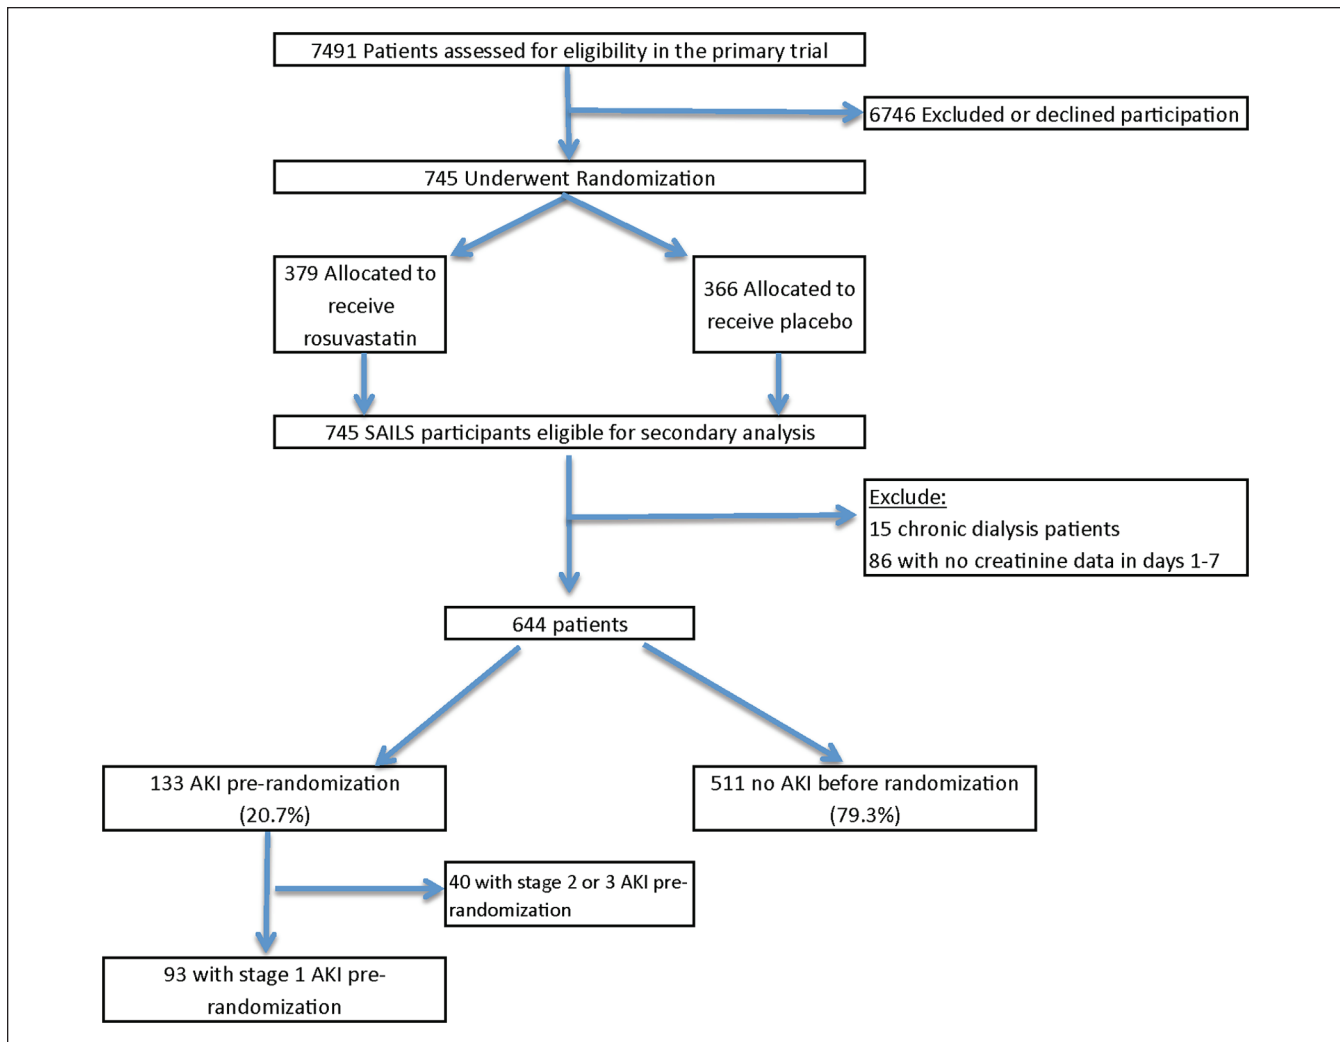 7491 Patients assessed for eligibility in the primary trial
6746 Excluded or declined participation
745 Underwent Randomization
379 Allocated to
receive
rosuvastatin
366 Allocated to
receive placebo
745 SAILS participants eligible for secondary analysis
Exclude:
15 chronic dialysis patients
86 with no creatinine data in days 1-7
644 patients
133 AKI pre-randomization
(20.7%)
511 no AKI before randomization
(79.3%)
40 with stage 2 or 3 AKI pre-
randomization
93 with stage 1 AKI pre-
randomization